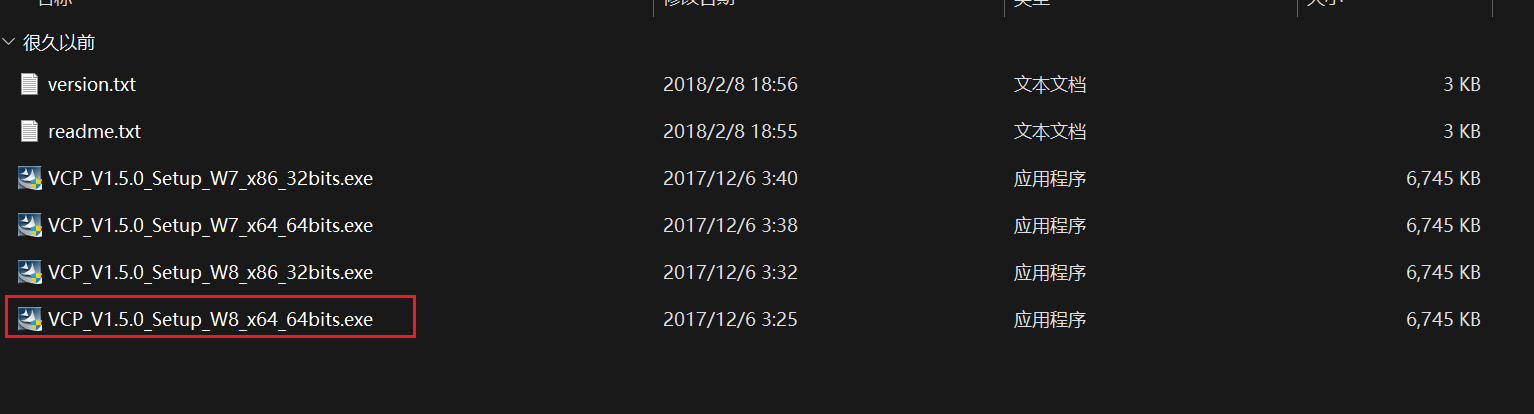 很久以前
version.txt 2018/2/8 18:56 文本文档 3 KB
readme.txt 2018/2/8 18:55 文本文档 3 KB
VCP_V1.5.0_Setup_W7_x86_32bits.exe 2017/12/6 3:40 应用程序 6,745 KB
VCP_V1.5.0_Setup_W7_x64_64bits.exe 2017/12/6 3:38 应用程序 6,745 KB
VCP_V1.5.0_Setup_W8_x86_32bits.exe 2017/12/6 3:32 应用程序 6,745 KB
VCP_V1.5.0_Setup_W8_x64_64bits.exe 2017/12/6 3:25 应用程序 6,745 KB